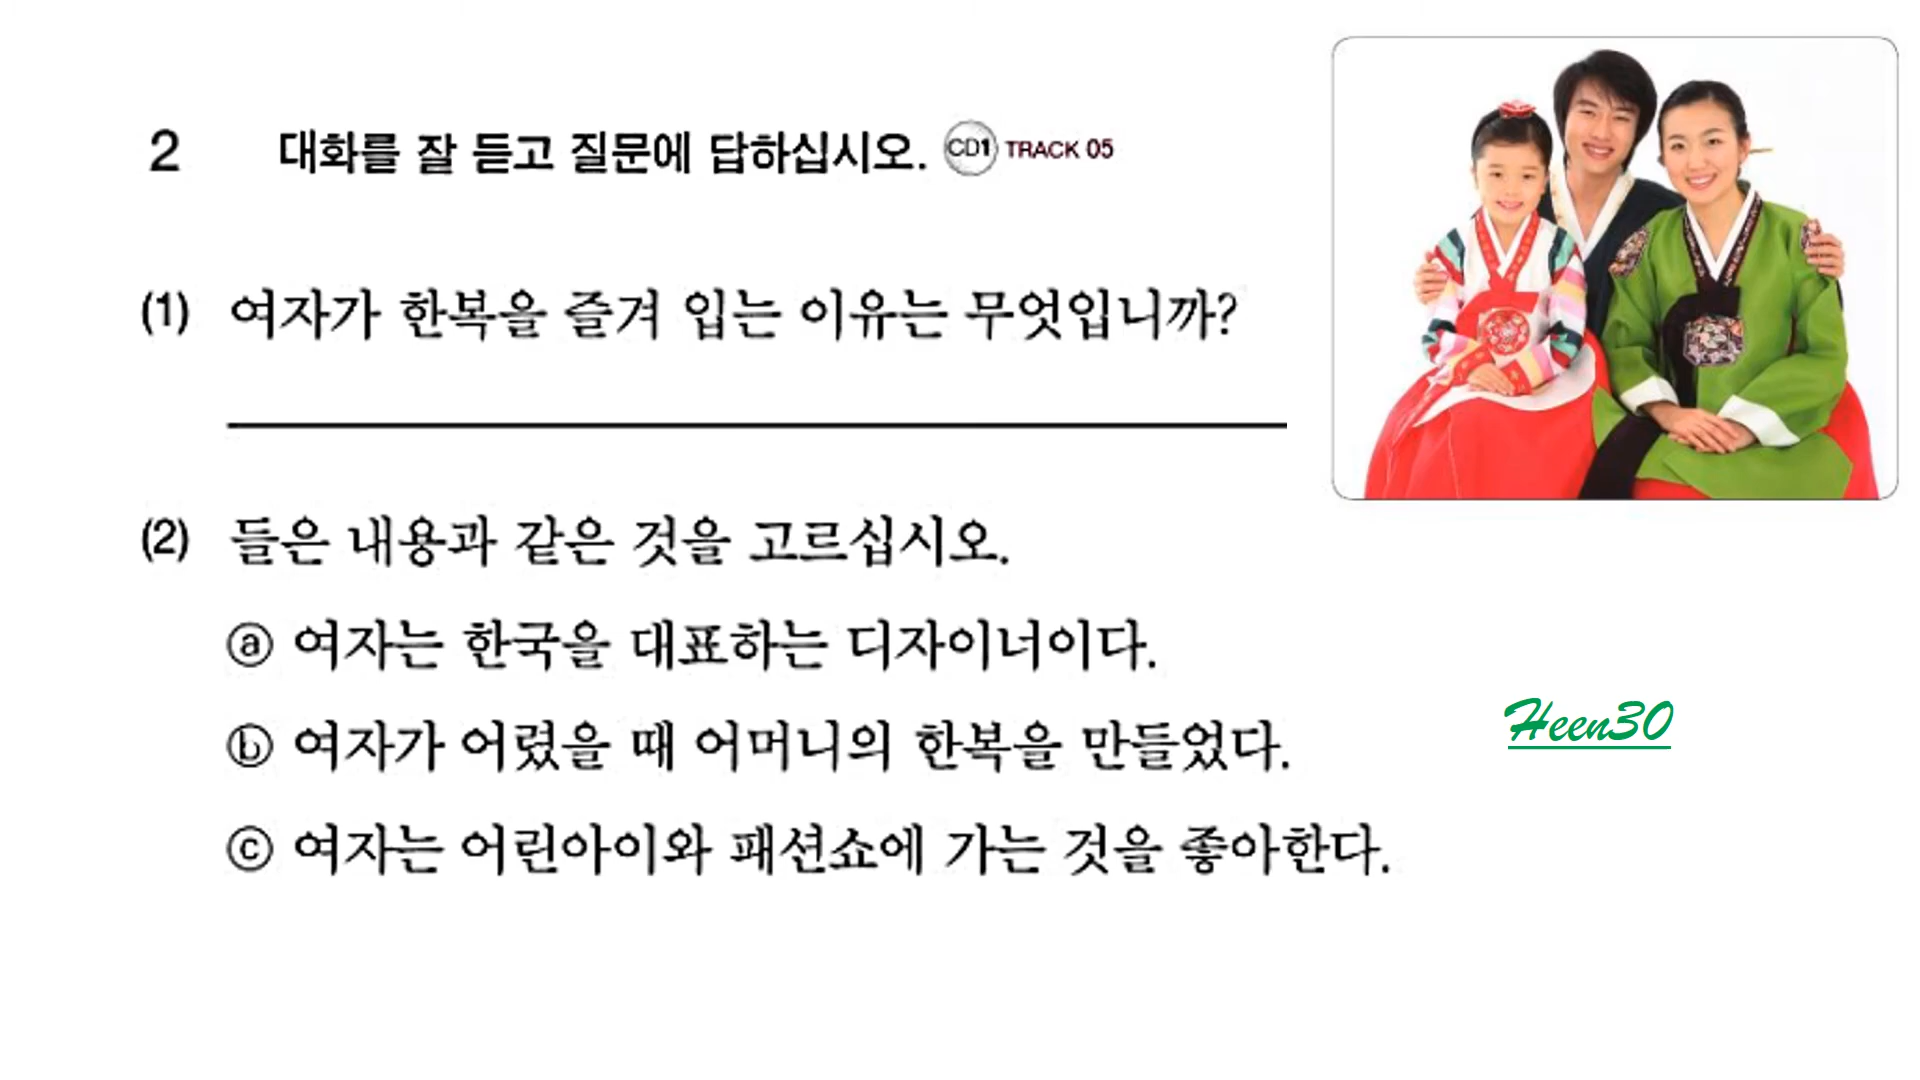 2 대화를 잘 듣고 질문에 답하십시오. CD1 TRACK 05
(1) 여자가 한복을 즐겨 입는 이유는 무엇입니까?
(2) 들은 내용과 같은 것을 고르십시오.
ⓐ 여자는 한국을 대표하는 디자이너이다.
Heen30
ⓑ 여자가 어렸을 때 어머니의 한복을 만들었다.
ⓒ 여자는 어린아이와 패션쇼에 가는 것을 좋아한다.